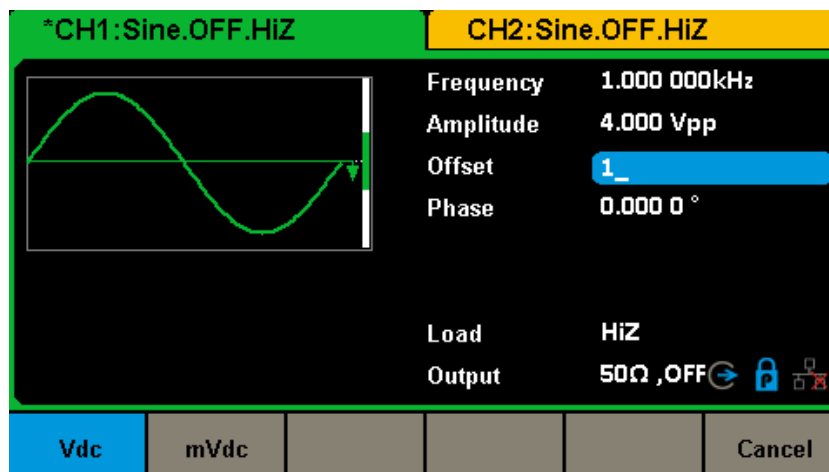 *CH1:Sine.OFF.HiZ CH2:Sine.OFF.HiZ
Frequency 1.000 000kHz
Amplitude 4.000 Vpp
Offset 1_
Phase 0.000 0 °
Load HiZ
Output 50Ω ,OFF P
Vdc mVdc Cancel